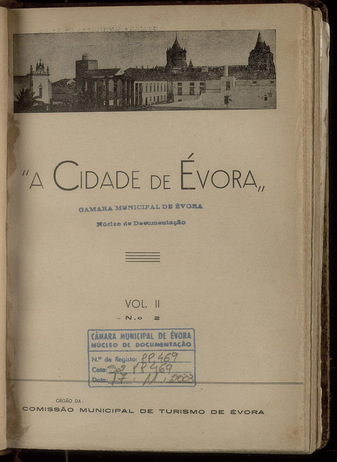 "A CIDADE DE ÉVORA„
CAMARA MUNICIPAL DE ÉVORA
Núcleo de Documentação
VOL. II
- N.o 2
CÂMARA MUNICIPAL DE ÉVORA
NÚCLEO DE DOCUMENTAÇÃO
N.º de Registo: PP 469
Cota: PP 469
Data: 17 . 11 . 2003
ORGÃO DA:
COMISSÃO MUNICIPAL DE TURISMO DE ÉVORA